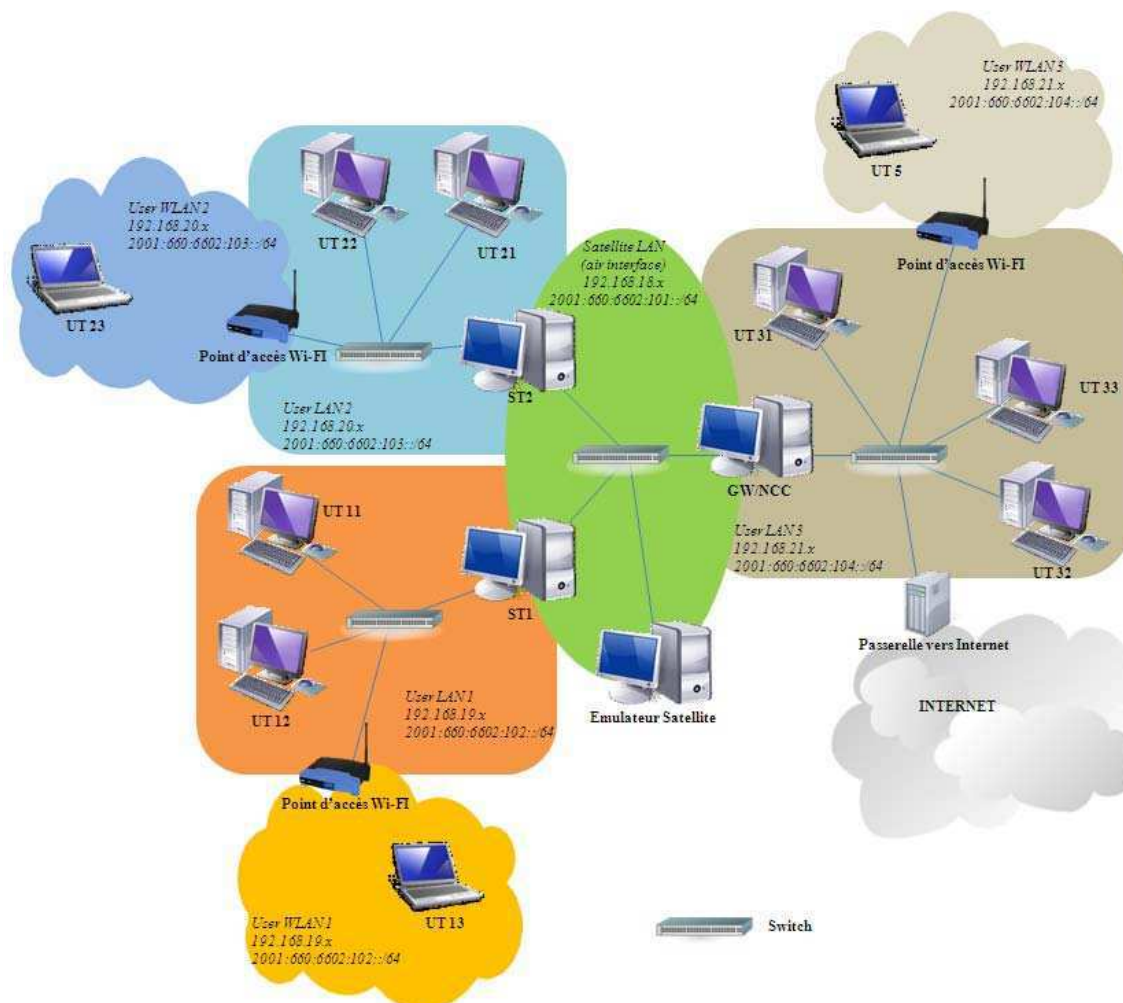 User WLAN 3
192.168.21.x
2001:660:6602:104::/64
UT 5
Point d'accès Wi-FI
User WLAN 2
192.168.20.x
2001:660:6602:103::/64
UT 23
Point d'accès Wi-FI
UT 22
UT 21
ST2
User LAN 2
192.168.20.x
2001:660:6602:103::/64
Satellite LAN
(air interface)
192.168.18.x
2001:660:6602:101::/64
UT 31
UT 33
UT 32
GW/NCC
User LAN 3
192.168.21.x
2001:660:6602:104::/64
UT 11
UT 12
ST1
User LAN 1
192.168.19.x
2001:660:6602:102::/64
Emulateur Satellite
Passerelle vers Internet
INTERNET
Point d'accès Wi-FI
UT 13
User WLAN 1
192.168.19.x
2001:660:6602:102::/64
Switch